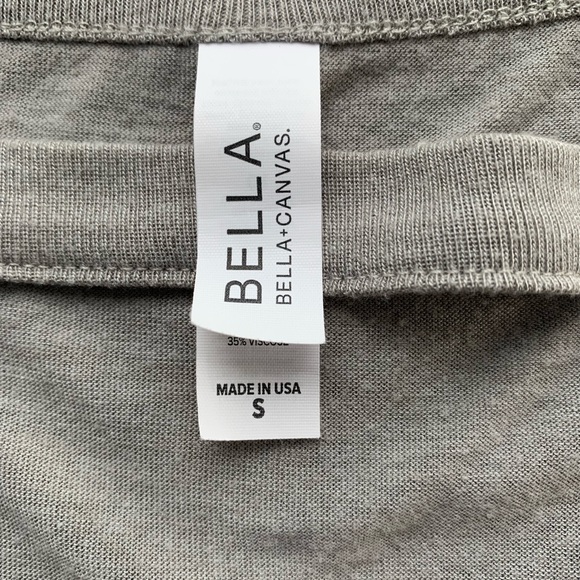 BELLA®
BELLA+CANVAS.
35% VISCOSE
MADE IN USA
S